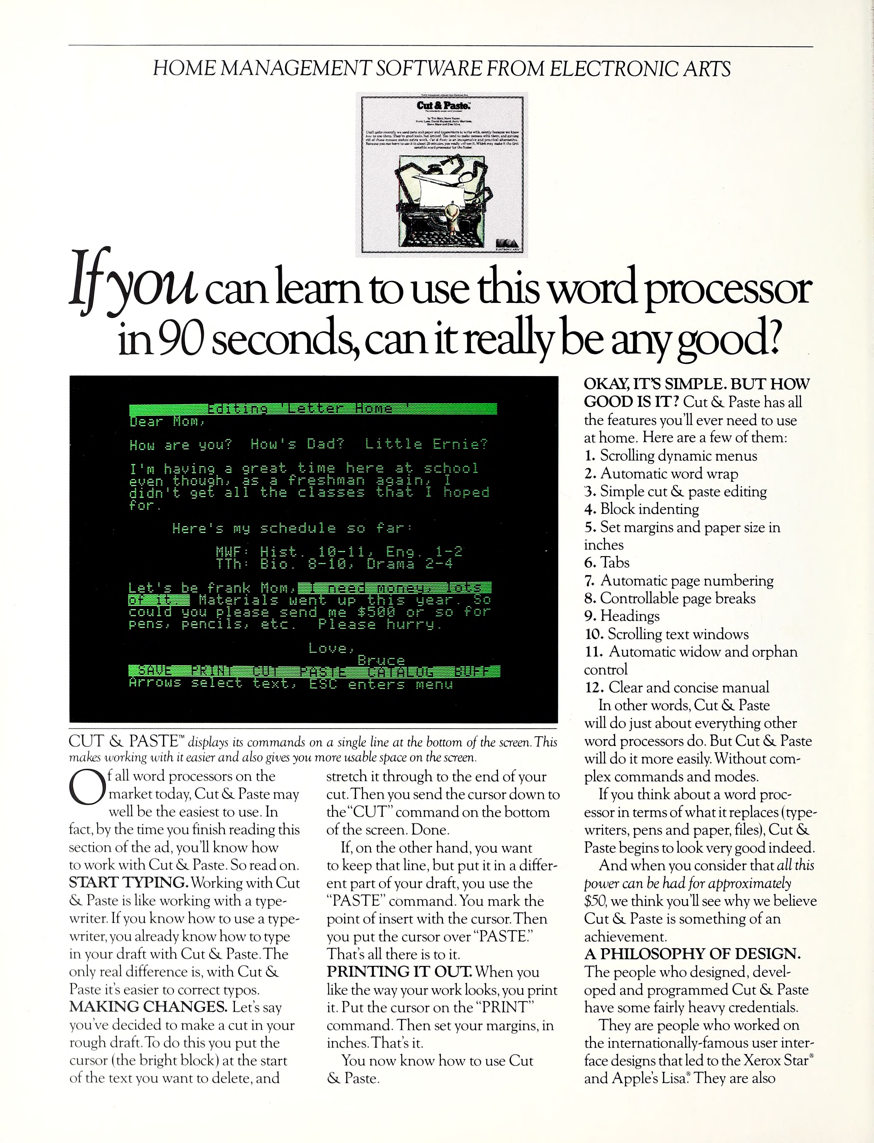 HOME MANAGEMENT SOFTWARE FROM ELECTRONIC ARTS
Cut & Paste.™
If you can learn to use this word processor
in 90 seconds, can it really be any good?
Editing 'Letter Home '
Dear Mom,
How are you?  How's Dad?  Little Ernie?
I'm having a great time here at school
even though, as a freshman again, I
didn't get all the classes that I hoped
for.
Here's my schedule so far:
MWF: Hist. 10-11, Eng. 1-2
TTh: Bio. 8-10, Drama 2-4
Let's be frank Mom, I need money, lots
of it.  Materials went up this year.  So
could you please send me $500 or so for
pens, pencils, etc.  Please hurry.
Love,
Bruce
SAVE  PRINT  CUT  PASTE  CATALOG  BUFF
Arrows select text, ESC enters menu
CUT & PASTE™ displays its commands on a single line at the bottom of the screen. This
makes working with it easier and also gives you more usable space on the screen.
Of all word processors on the
market today, Cut & Paste may
well be the easiest to use. In
fact, by the time you finish reading this
section of the ad, you'll know how
to work with Cut & Paste. So read on.
START TYPING. Working with Cut
& Paste is like working with a type-
writer. If you know how to use a type-
writer, you already know how to type
in your draft with Cut & Paste. The
only real difference is, with Cut &
Paste it's easier to correct typos.
MAKING CHANGES. Let's say
you've decided to make a cut in your
rough draft. To do this you put the
cursor (the bright block) at the start
of the text you want to delete, and
stretch it through to the end of your
cut. Then you send the cursor down to
the "CUT" command on the bottom
of the screen. Done.
If, on the other hand, you want
to keep that line, but put it in a differ-
ent part of your draft, you use the
"PASTE" command. You mark the
point of insert with the cursor. Then
you put the cursor over "PASTE."
That's all there is to it.
PRINTING IT OUT. When you
like the way your work looks, you print
it. Put the cursor on the "PRINT"
command. Then set your margins, in
inches. That's it.
You now know how to use Cut
& Paste.
OKAY, IT'S SIMPLE. BUT HOW
GOOD IS IT? Cut & Paste has all
the features you'll ever need to use
at home. Here are a few of them:
1. Scrolling dynamic menus
2. Automatic word wrap
3. Simple cut & paste editing
4. Block indenting
5. Set margins and paper size in
inches
6. Tabs
7. Automatic page numbering
8. Controllable page breaks
9. Headings
10. Scrolling text windows
11. Automatic widow and orphan
control
12. Clear and concise manual
In other words, Cut & Paste
will do just about everything other
word processors do. But Cut & Paste
will do it more easily. Without com-
plex commands and modes.
If you think about a word proc-
essor in terms of what it replaces (type-
writers, pens and paper, files), Cut &
Paste begins to look very good indeed.
And when you consider that all this
power can be had for approximately
$50, we think you'll see why we believe
Cut & Paste is something of an
achievement.
A PHILOSOPHY OF DESIGN.
The people who designed, devel-
oped and programmed Cut & Paste
have some fairly heavy credentials.
They are people who worked on
the internationally-famous user inter-
face designs that led to the Xerox Star®
and Apple's Lisa.® They are also